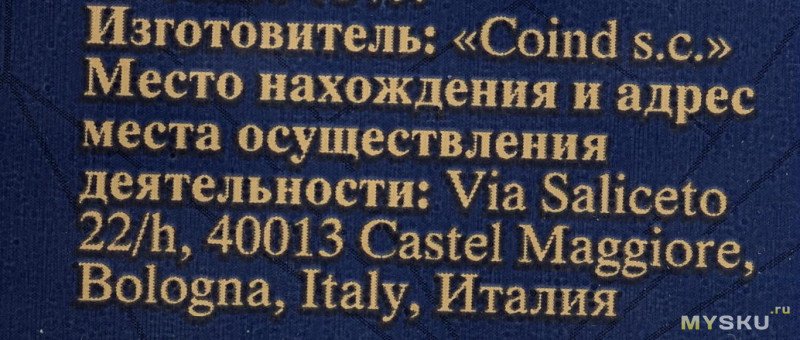 Изготовитель: «Coind s.c.»
Место нахождения и адрес
места осуществления
деятельности: Via Saliceto
22/h, 40013 Castel Maggiore,
Bologna, Italy, Италия
MYSKU.ru